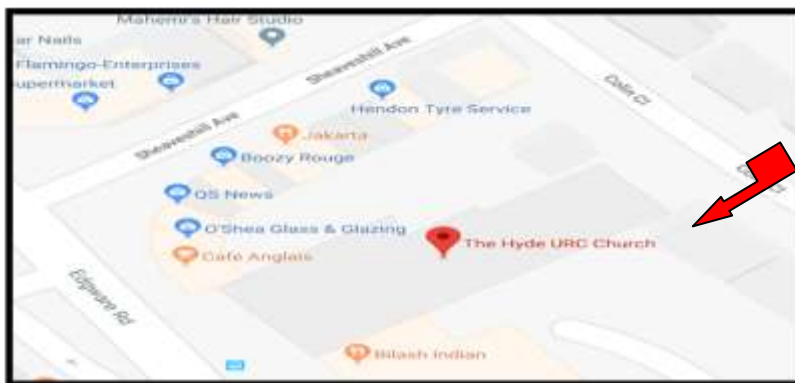 Mahemra's Hair Studio
ar Nails
Flamingo-Enterprises
upermarket
Sheaveshill Ave
Colin Ct
Hendon Tyre Service
Jakarta
Sheaveshill Ave
Boozy Rouge
QS News
O'Shea Glass & Glazing
The Hyde URC Church
Café Anglais
Edgware Rd
Bilash Indian